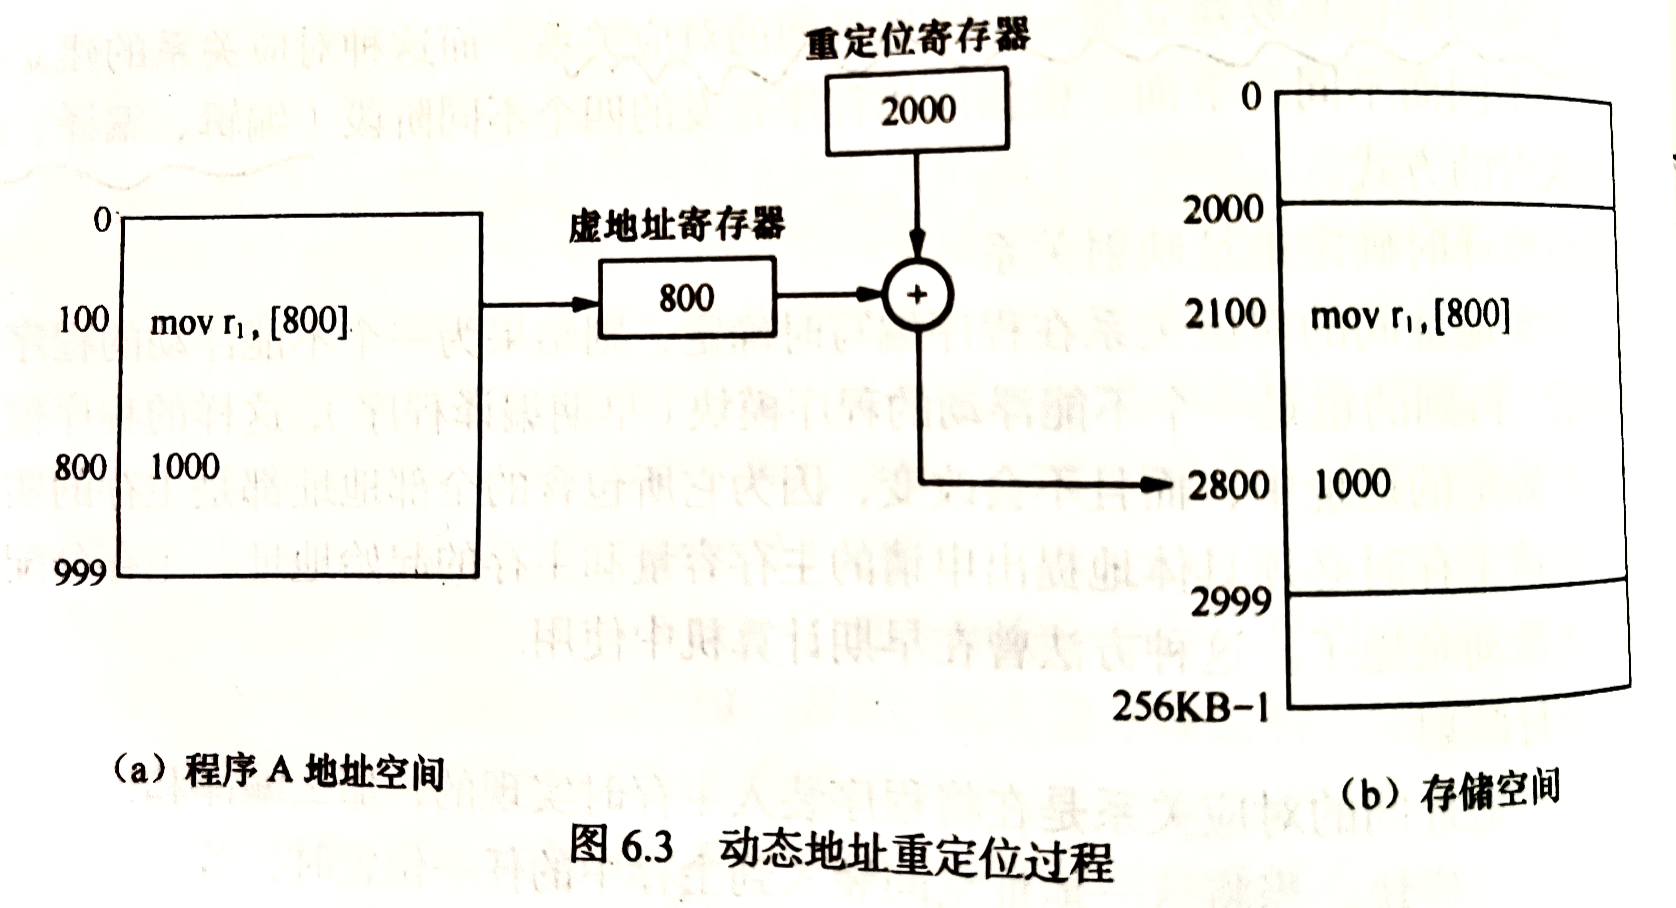 重定位寄存器
2000
虚地址寄存器
800
+
0
100 mov r₁, [800]
800 1000
999
0
2000
2100 mov r₁, [800]
2800 1000
2999
256KB-1
（a）程序 A 地址空间
（b）存储空间
图 6.3 动态地址重定位过程